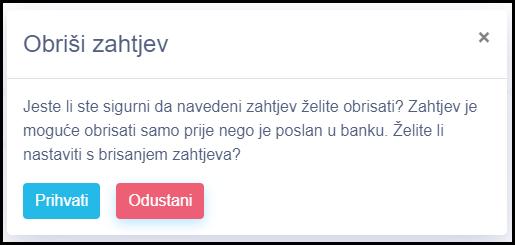 Obriši zahtjev
×
Jeste li ste sigurni da navedeni zahtjev želite obrisati? Zahtjev je
moguće obrisati samo prije nego je poslan u banku. Želite li
nastaviti s brisanjem zahtjeva?
Prihvati Odustani